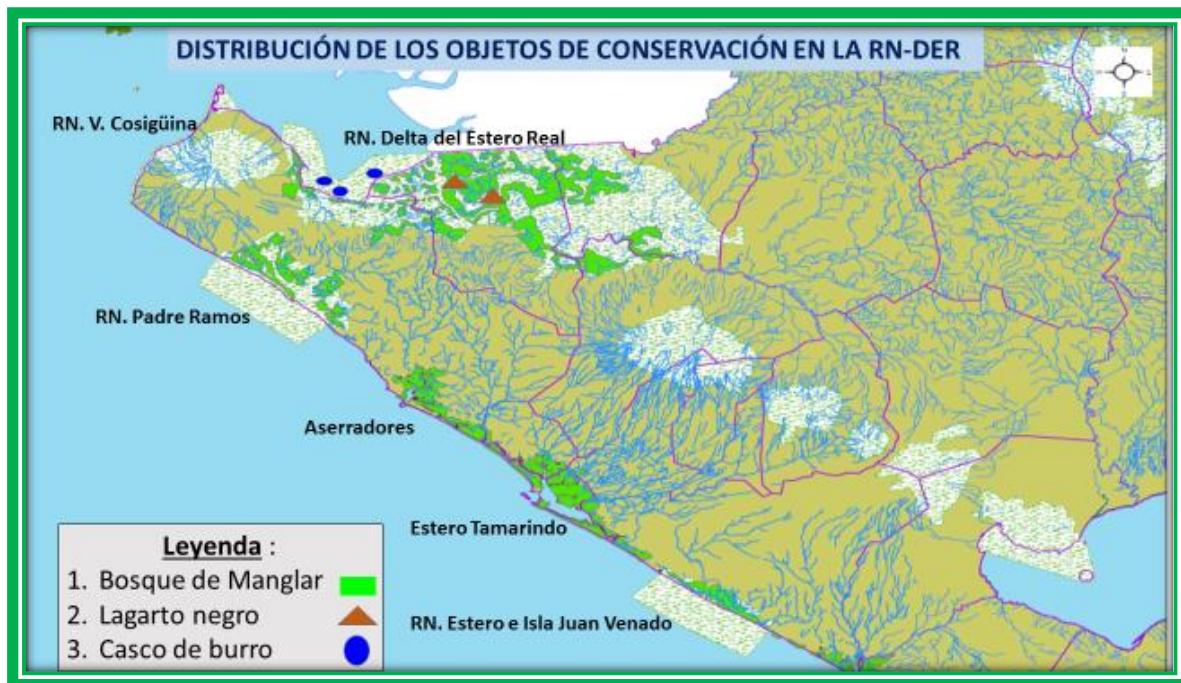 DISTRIBUCIÓN DE LOS OBJETOS DE CONSERVACIÓN EN LA RN-DER
RN. V. Cosigüina
RN. Delta del Estero Real
RN. Padre Ramos
Aserradores
Estero Tamarindo
RN. Estero e Isla Juan Venado
Leyenda :
1. Bosque de Manglar
2. Lagarto negro
3. Casco de burro